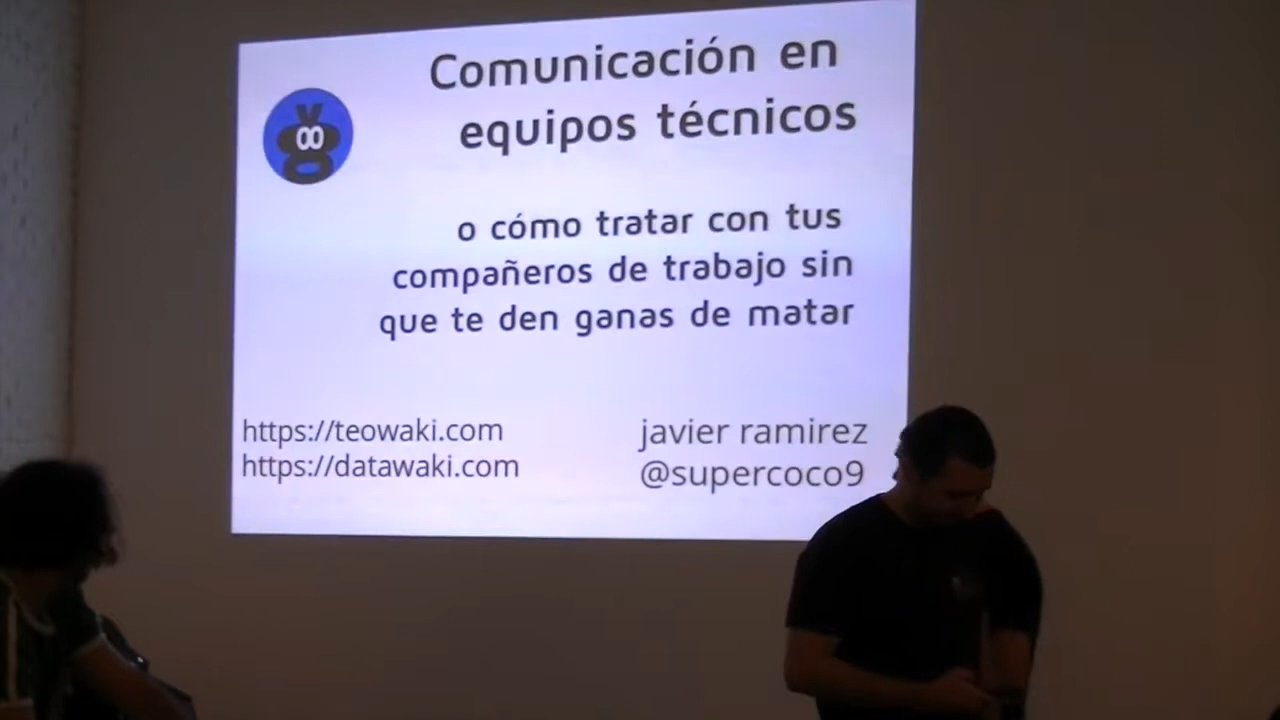 Comunicación en
equipos técnicos
o cómo tratar con tus
compañeros de trabajo sin
que te den ganas de matar
https://teowaki.com
https://datawaki.com
javier ramirez
@supercoco9